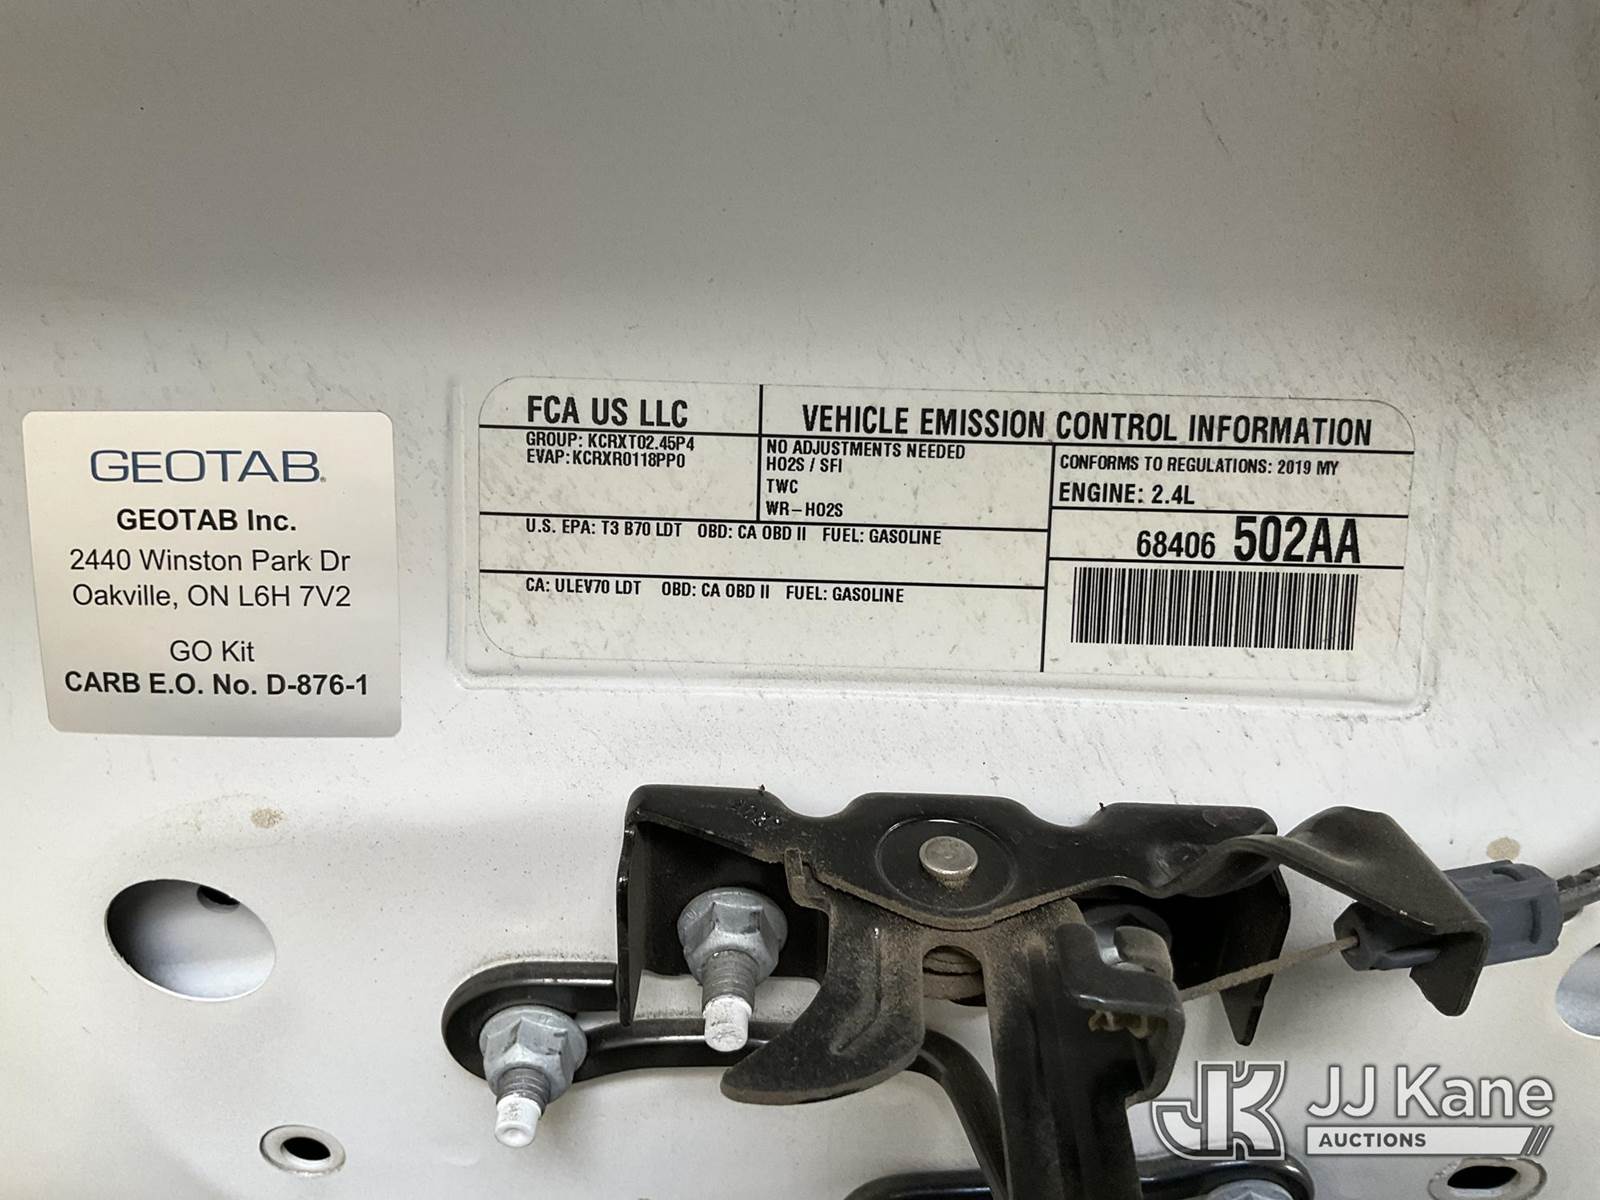 GEOTAB
GEOTAB Inc.
2440 Winston Park Dr
Oakville, ON L6H 7V2
GO Kit
CARB E.O. No. D-876-1
FCA US LLC
GROUP: KCRXT02.45P4
EVAP: KCRXR0118PP0
VEHICLE EMISSION CONTROL INFORMATION
NO ADJUSTMENTS NEEDED
HO2S / SFI
TWC
WR-HO2S
CONFORMS TO REGULATIONS: 2019 MY
ENGINE: 2.4L
68406 502AA
U.S. EPA: T3 B70 LDT OBD: CA OBD II FUEL: GASOLINE
CA: ULEV70 LDT OBD: CA OBD II FUEL: GASOLINE
JK JJ Kane
AUCTIONS